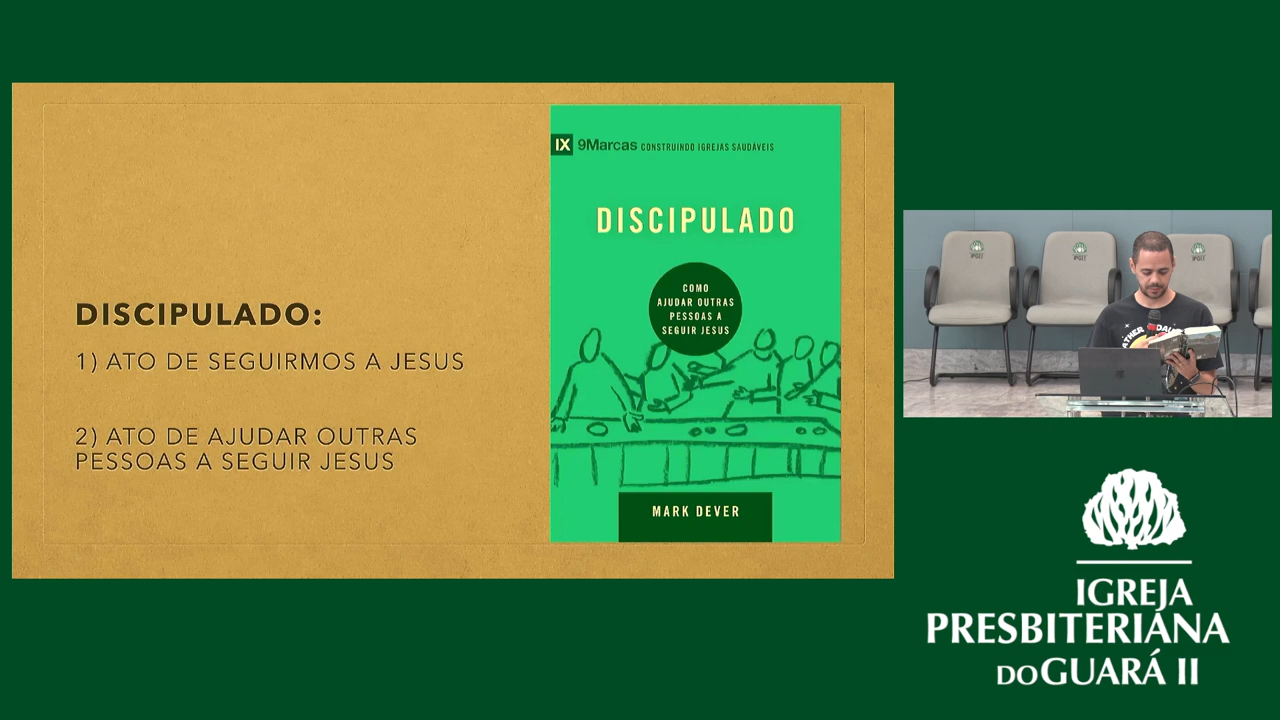 DISCIPULADO:
1) ATO DE SEGUIRMOS A JESUS
2) ATO DE AJUDAR OUTRAS
PESSOAS A SEGUIR JESUS
IX 9Marcas CONSTRUINDO IGREJAS SAUDÁVEIS
DISCIPULADO
COMO
AJUDAR OUTRAS
PESSOAS A
SEGUIR JESUS
MARK DEVER
IGREJA
PRESBITERIANA
DO GUARÁ II